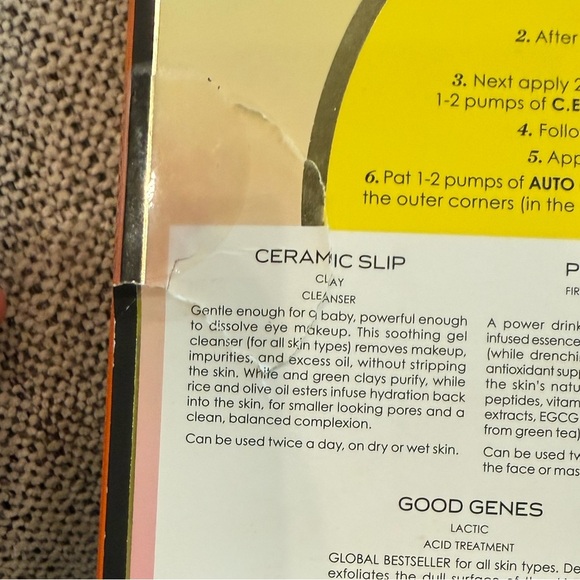 2. After
3. Next apply 2
1-2 pumps of C.E
4. Follo
5. App
6. Pat 1-2 pumps of AUTO
the outer corners (in the
CERAMIC SLIP
CLAY
CLEANSER
Gentle enough for a baby, powerful enough
to dissolve eye makeup. This soothing gel
cleanser (for all skin types) removes makeup,
impurities, and excess oil, without stripping
the skin. White and green clays purify, while
rice and olive oil esters infuse hydration back
into the skin, for smaller looking pores and a
clean, balanced complexion.
Can be used twice a day, on dry or wet skin.
P
FIR
A power drink
infused essence
(while drenchi
antioxidant supp
the skin's natu
peptides, vitam
extracts, EGCG
from green tea)
Can be used tw
the face or mas
GOOD GENES
LACTIC
ACID TREATMENT
GLOBAL BESTSELLER for all skin types. De
exfoliates the dull surface of the